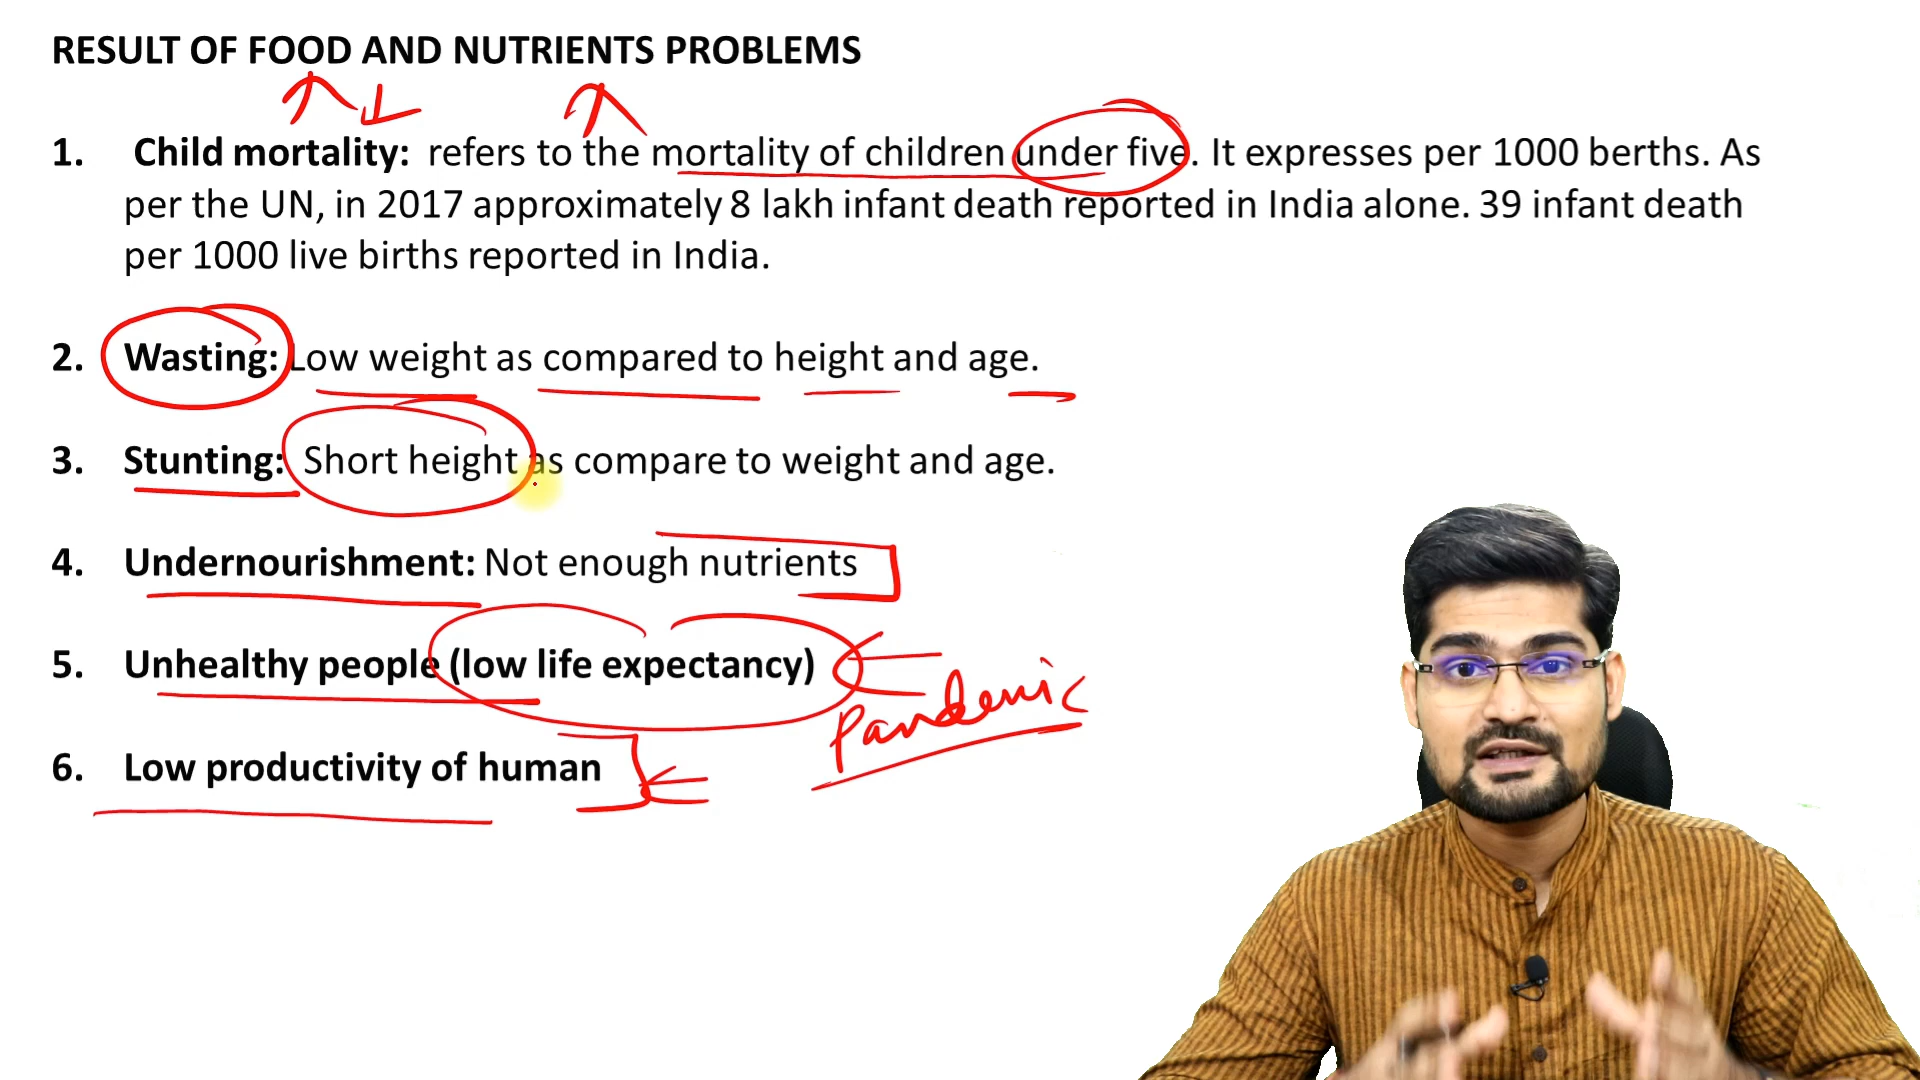 RESULT OF FOOD AND NUTRIENTS PROBLEMS
1. Child mortality: refers to the mortality of children under five. It expresses per 1000 berths. As
per the UN, in 2017 approximately 8 lakh infant death reported in India alone. 39 infant death
per 1000 live births reported in India.
2. Wasting: Low weight as compared to height and age.
3. Stunting: Short height as compare to weight and age.
4. Undernourishment: Not enough nutrients
5. Unhealthy people (low life expectancy)
Pandemic
6. Low productivity of human